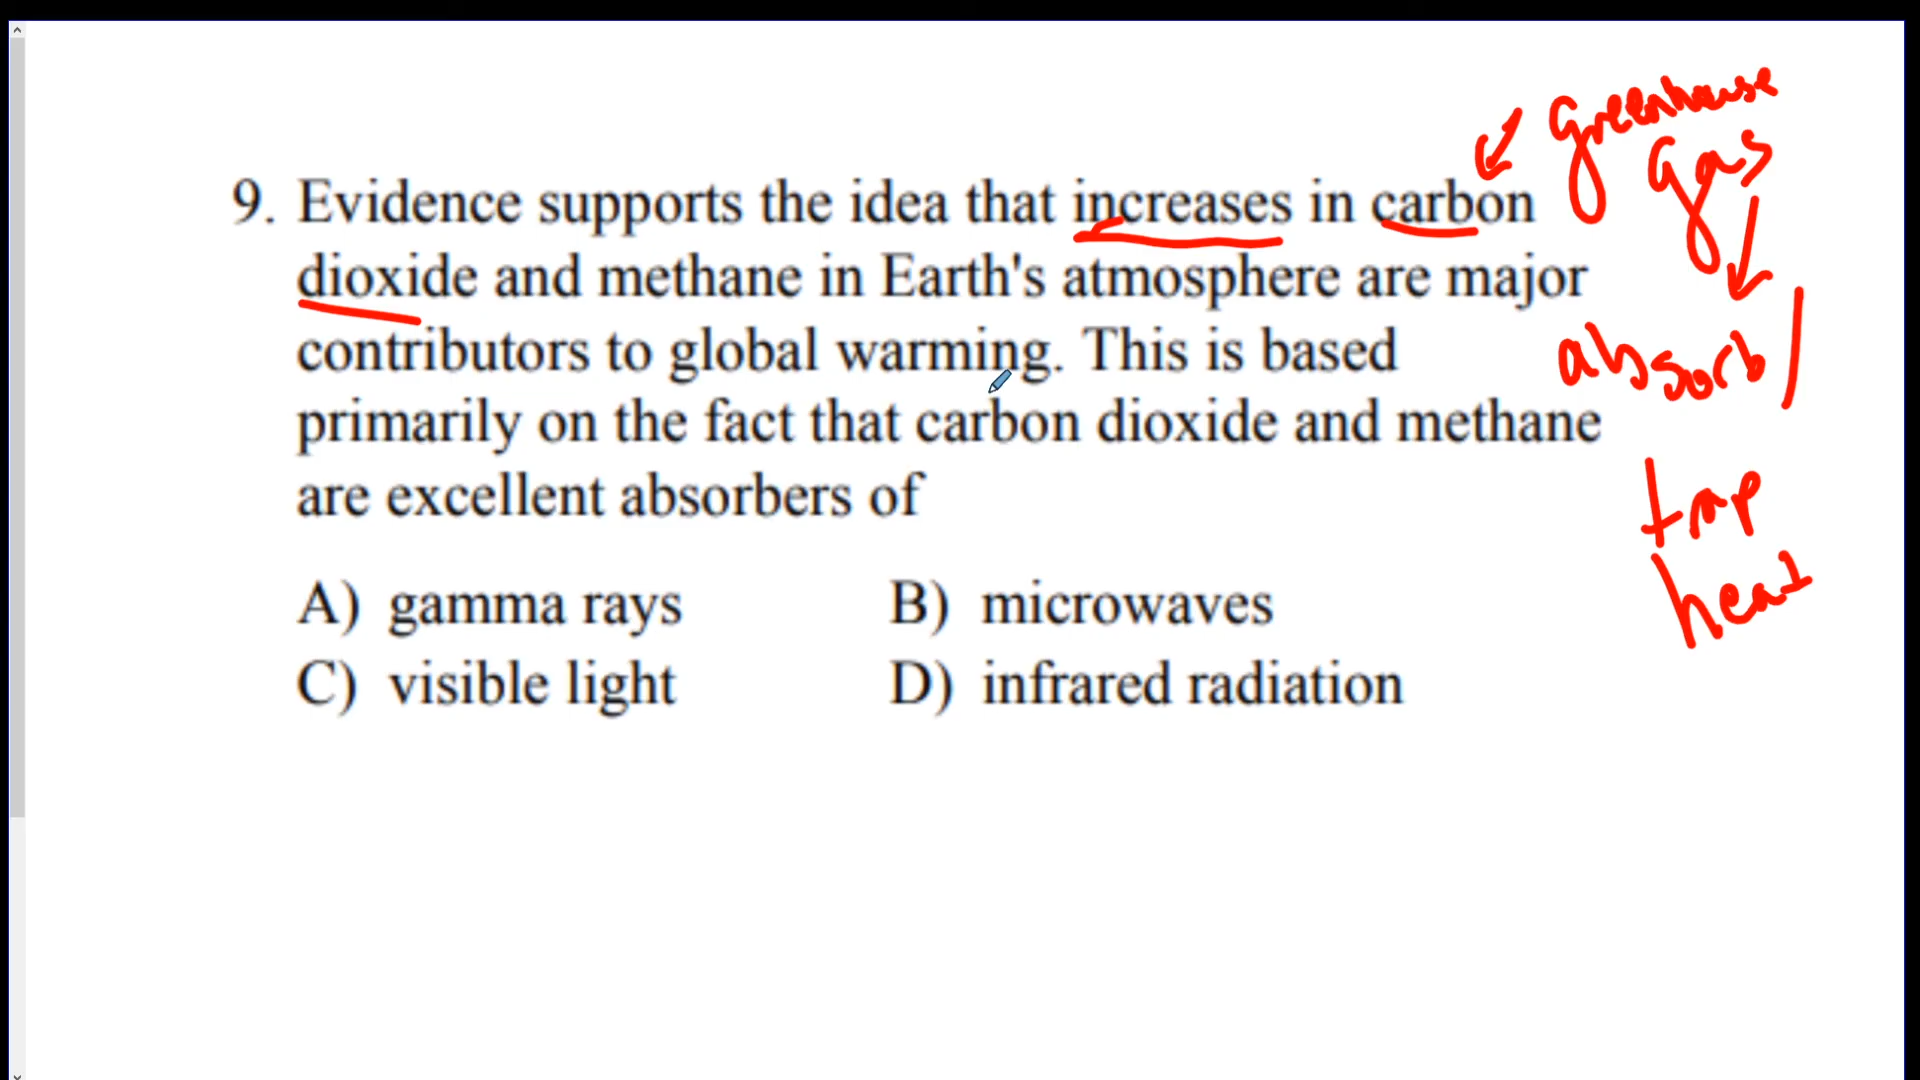 greenhouse
gas
9. Evidence supports the idea that increases in carbon
dioxide and methane in Earth's atmosphere are major
contributors to global warming. This is based
primarily on the fact that carbon dioxide and methane
are excellent absorbers of
absorb/
trap
heat
A) gamma rays B) microwaves
C) visible light D) infrared radiation